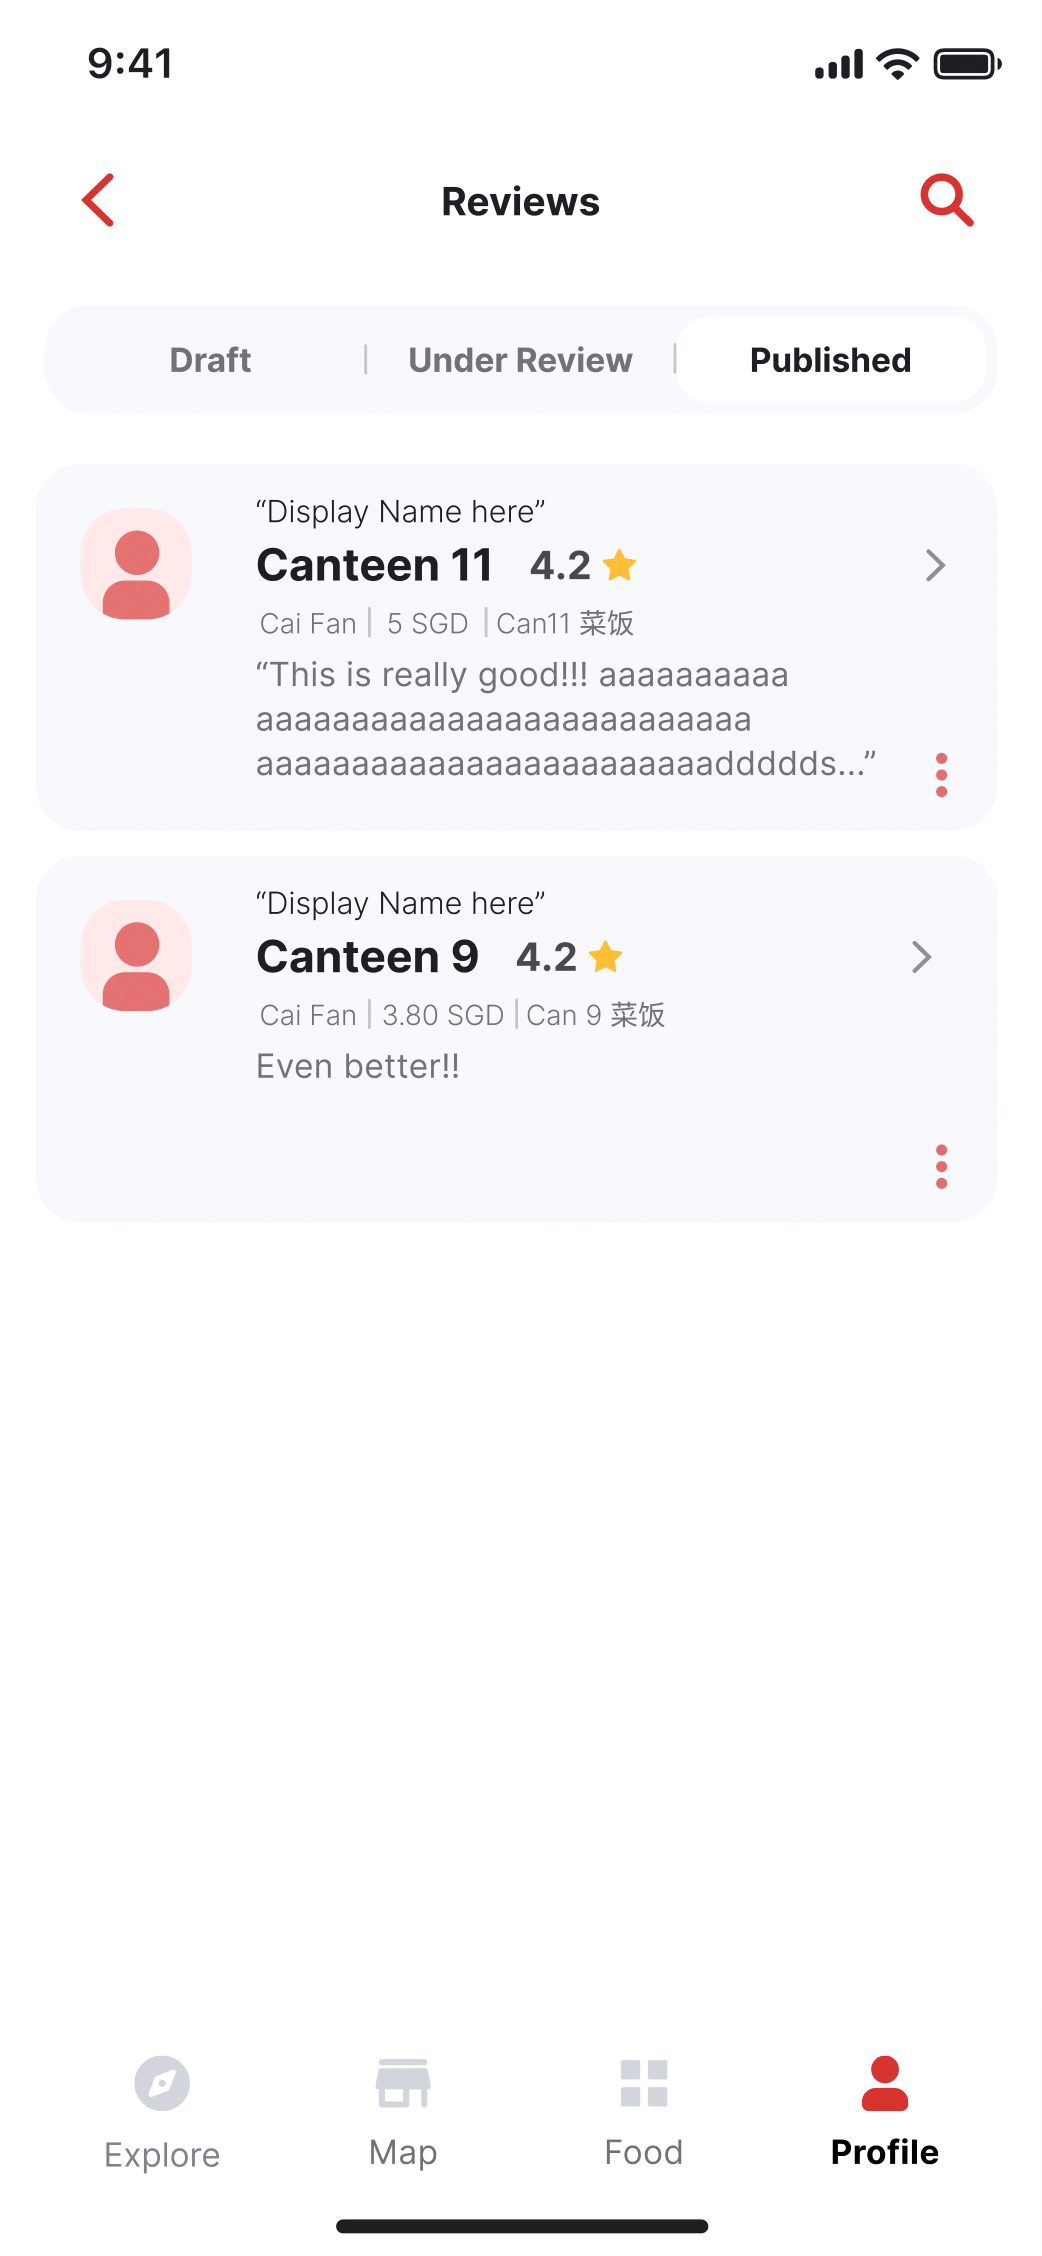 9:41
Reviews
Draft | Under Review | Published
“Display Name here”
Canteen 11 4.2
Cai Fan | 5 SGD | Can11 菜饭
“This is really good!!! aaaaaaaaaa
aaaaaaaaaaaaaaaaaaaaaaaaaa
aaaaaaaaaaaaaaaaaaaaaaaaddddds...”
“Display Name here”
Canteen 9 4.2
Cai Fan | 3.80 SGD | Can 9 菜饭
Even better!!
Explore Map Food Profile